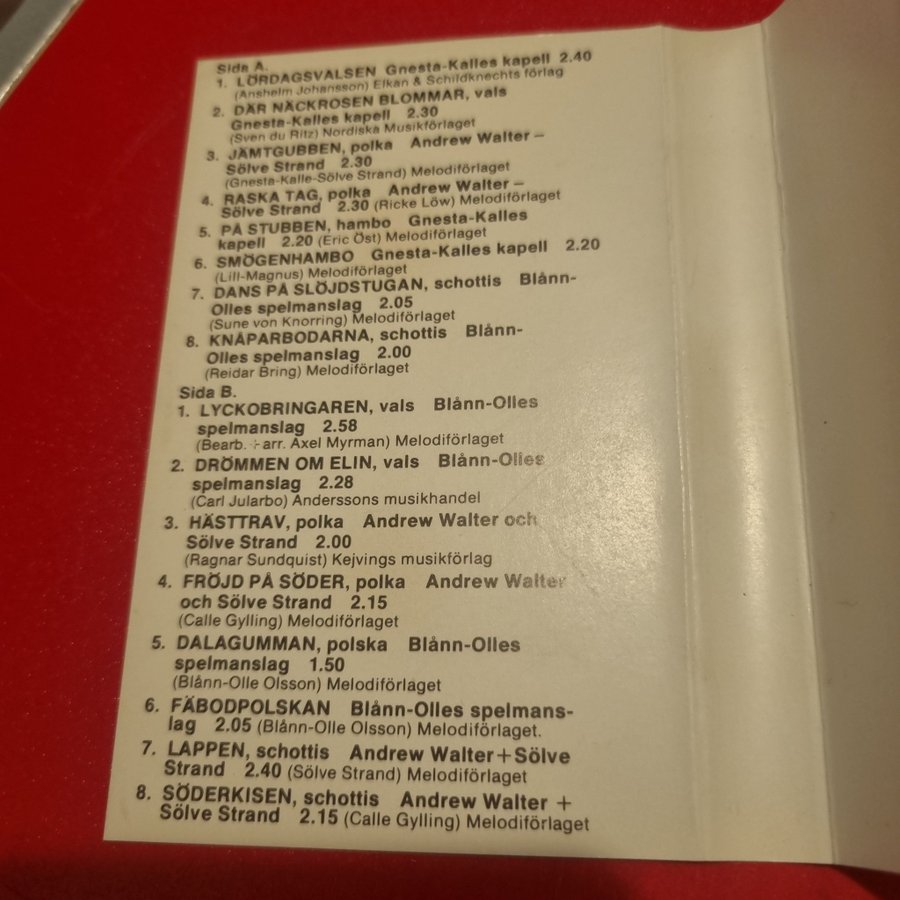 Sida A.
1. LÖRDAGSVALSEN Gnesta-Kalles kapell 2.40
(Anshelm Johansson) Elkan & Schildknechts förlag
2. DÄR NÄCKROSEN BLOMMAR, vals
Gnesta-Kalles kapell 2.30
(Sven du Ritz) Nordiska Musikförlaget
3. JÄMTGUBBEN, polka Andrew Walter –
Sölve Strand 2.30
(Gnesta-Kalle-Sölve Strand) Melodiförlaget
4. RASKA TAG, polka Andrew Walter –
Sölve Strand 2.30 (Ricke Löw) Melodiförlaget
5. PÅ STUBBEN, hambo Gnesta-Kalles
kapell 2.20 (Eric Öst) Melodiförlaget
6. SMÖGENHAMBO Gnesta-Kalles kapell 2.20
(Lill-Magnus) Melodiförlaget
7. DANS PÅ SLÖJDSTUGAN, schottis Blånn-
Olles spelmanslag 2.05
(Sune von Knorring) Melodiförlaget
8. KNÄPARBODARNA, schottis Blånn-
Olles spelmanslag 2.00
(Reidar Bring) Melodiförlaget
Sida B.
1. LYCKOBRINGAREN, vals Blånn-Olles
spelmanslag 2.58
(Bearb. ÷ arr. Axel Myrman) Melodiförlaget
2. DRÖMMEN OM ELIN, vals Blånn-Olles
spelmanslag 2.28
(Carl Jularbo) Anderssons musikhandel
3. HÄSTTRAV, polka Andrew Walter och
Sölve Strand 2.00
(Ragnar Sundquist) Kejvings musikförlag
4. FRÖJD PÅ SÖDER, polka Andrew Walter
och Sölve Strand 2.15
(Calle Gylling) Melodiförlaget
5. DALAGUMMAN, polska Blånn-Olles
spelmanslag 1.50
(Blånn-Olle Olsson) Melodiförlaget
6. FÄBODPOLSKAN Blånn-Olles spelmans-
lag 2.05 (Blånn-Olle Olsson) Melodiförlaget.
7. LAPPEN, schottis Andrew Walter+Sölve
Strand 2.40 (Sölve Strand) Melodiförlaget
8. SÖDERKISEN, schottis Andrew Walter +
Sölve Strand 2.15 (Calle Gylling) Melodiförlaget